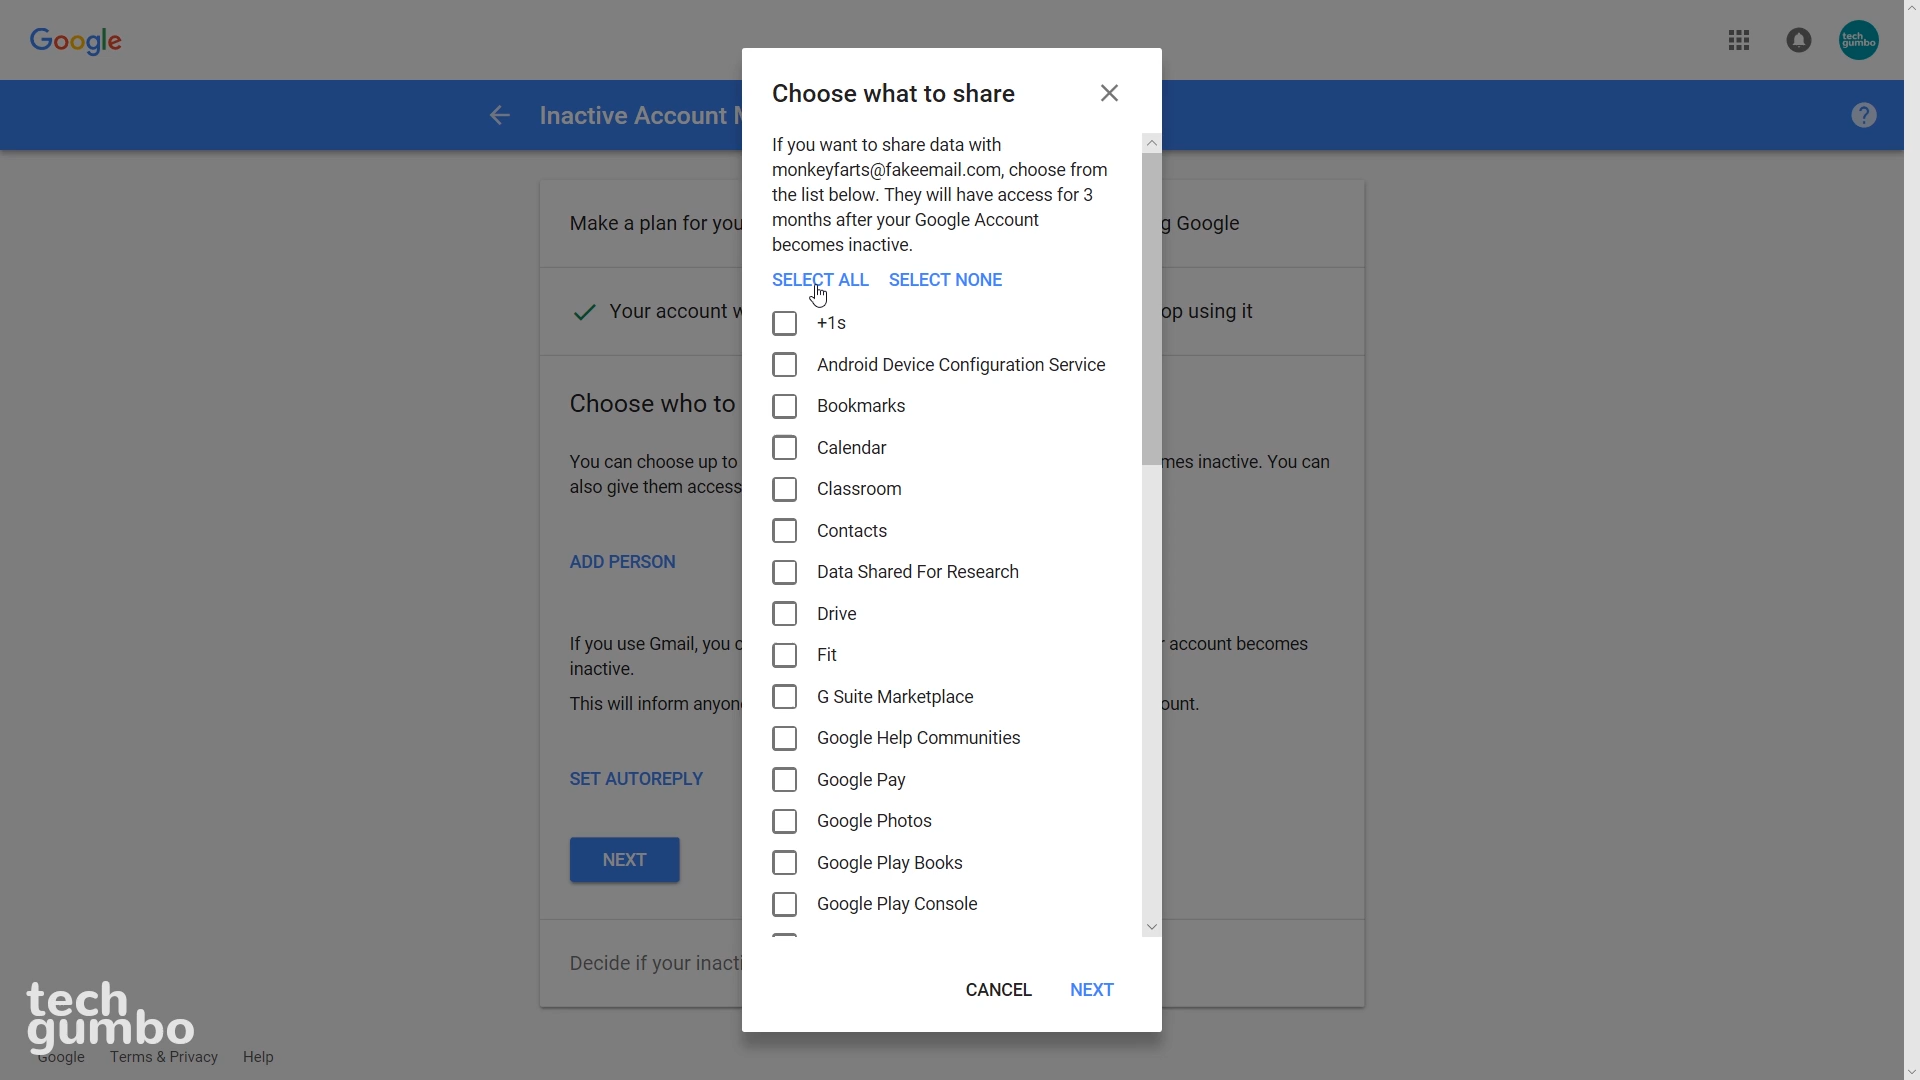 Google
tech
gumbo
Inactive Account M
Choose what to share
If you want to share data with
monkeyfarts@fakeemail.com, choose from
the list below. They will have access for 3
months after your Google Account
becomes inactive.
SELECT ALL SELECT NONE
+1s
Android Device Configuration Service
Bookmarks
Calendar
Classroom
Contacts
Data Shared For Research
Drive
Fit
G Suite Marketplace
Google Help Communities
Google Pay
Google Photos
Google Play Books
Google Play Console
CANCEL NEXT
Make a plan for you g Google
Your account w op using it
Choose who to
You can choose up to mes inactive. You can
also give them access
ADD PERSON
If you use Gmail, you c r account becomes
inactive.
This will inform anyon ount.
SET AUTOREPLY
NEXT
Decide if your inacti
tech
gumbo
Google Terms & Privacy Help